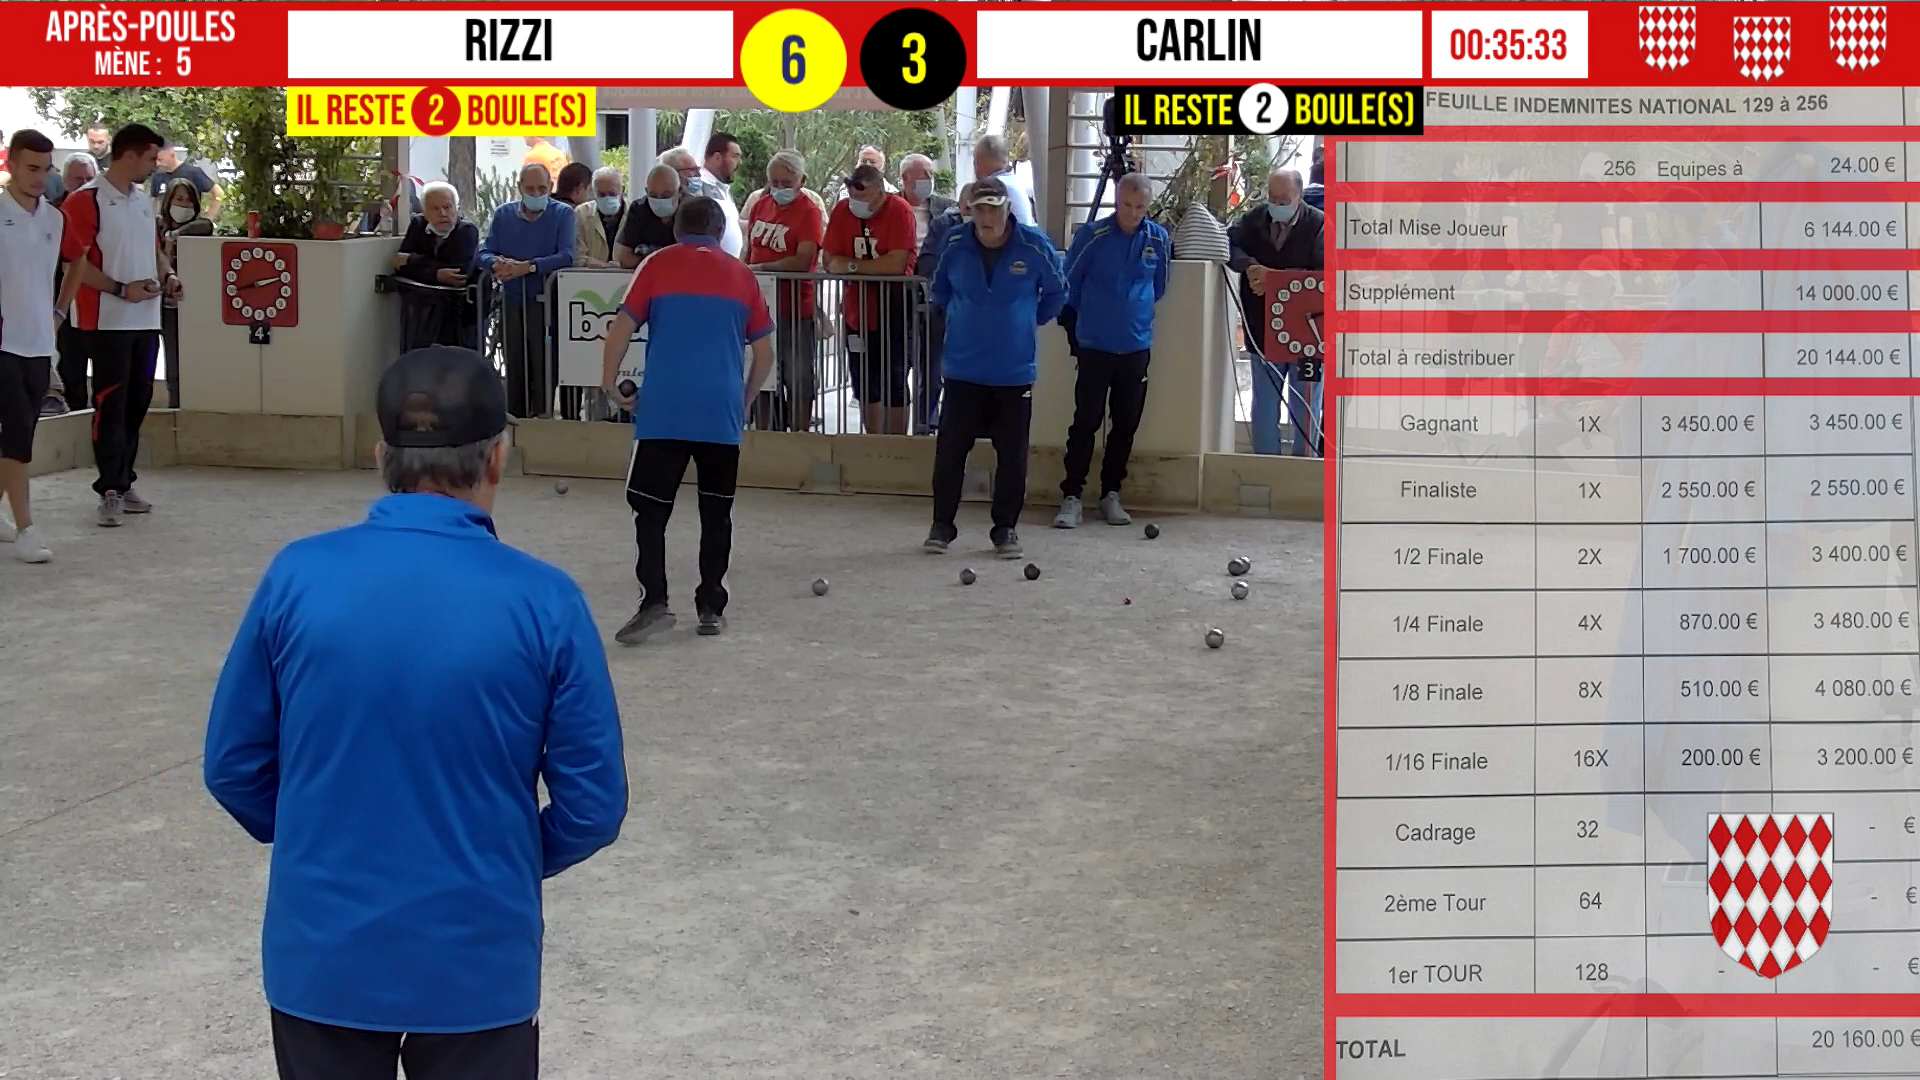 APRÈS-POULES
MÈNE : 5
RIZZI
6
3
CARLIN
00:35:33
IL RESTE 2 BOULE(S)
IL RESTE 2 BOULE(S)
FEUILLE INDEMNITES NATIONAL 129 à 256
256 Equipes à 24.00 €
Total Mise Joueur 6 144.00 €
Supplément 14 000.00 €
Total à redistribuer 20 144.00 €
Gagnant 1X 3 450.00 € 3 450.00 €
Finaliste 1X 2 550.00 € 2 550.00 €
1/2 Finale 2X 1 700.00 € 3 400.00 €
1/4 Finale 4X 870.00 € 3 480.00 €
1/8 Finale 8X 510.00 € 4 080.00 €
1/16 Finale 16X 200.00 € 3 200.00 €
Cadrage 32 - €
2ème Tour 64 - €
1er TOUR 128 - - €
TOTAL 20 160.00 €
PTK
4
3